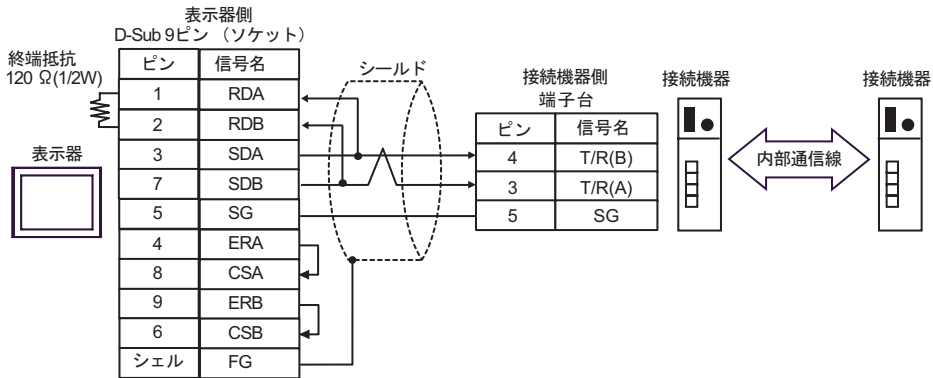 表示器側
D-Sub 9ピン （ソケット）
終端抵抗
120 Ω(1/2W)
表示器
ピン 信号名
1 RDA
2 RDB
3 SDA
7 SDB
5 SG
4 ERA
8 CSA
9 ERB
6 CSB
シェル FG
シールド
接続機器側
端子台
ピン 信号名
4 T/R(B)
3 T/R(A)
5 SG
接続機器
内部通信線
接続機器